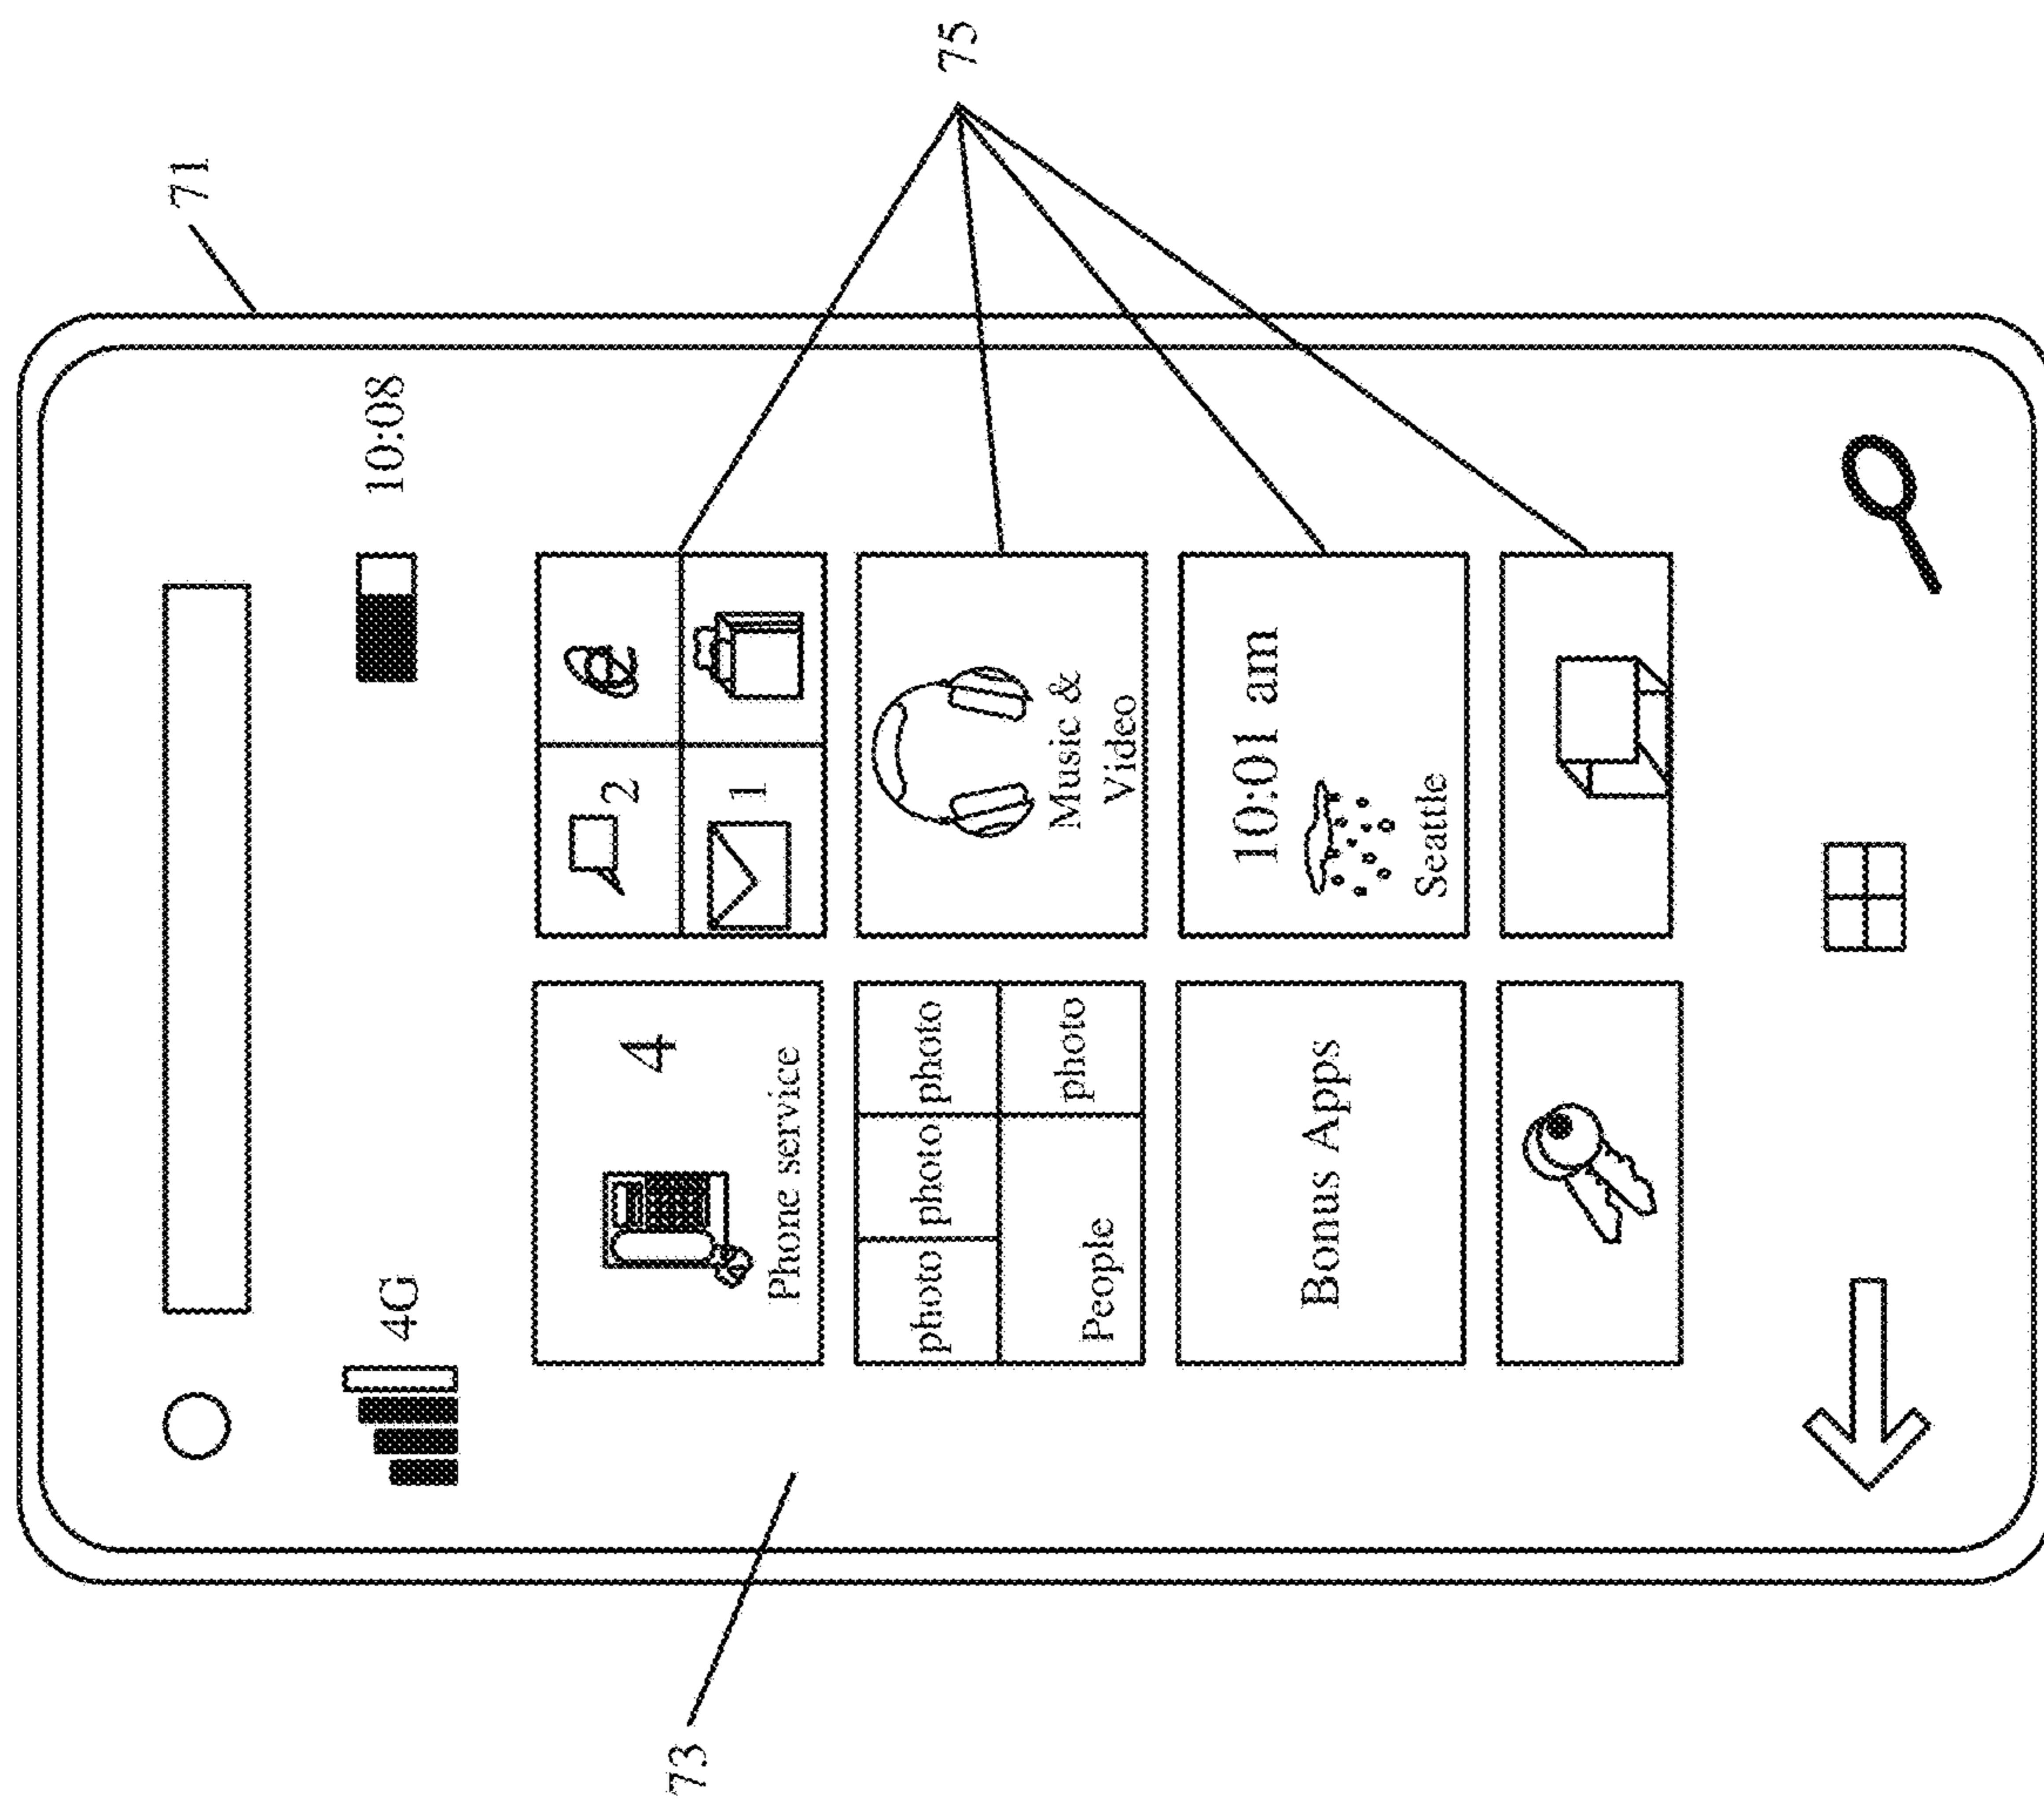 71
4G
10:08
4
Phone service
2
1
75
photo photo photo
People photo
Music &
Video
Bonus Apps
10:01 am
Seattle
73